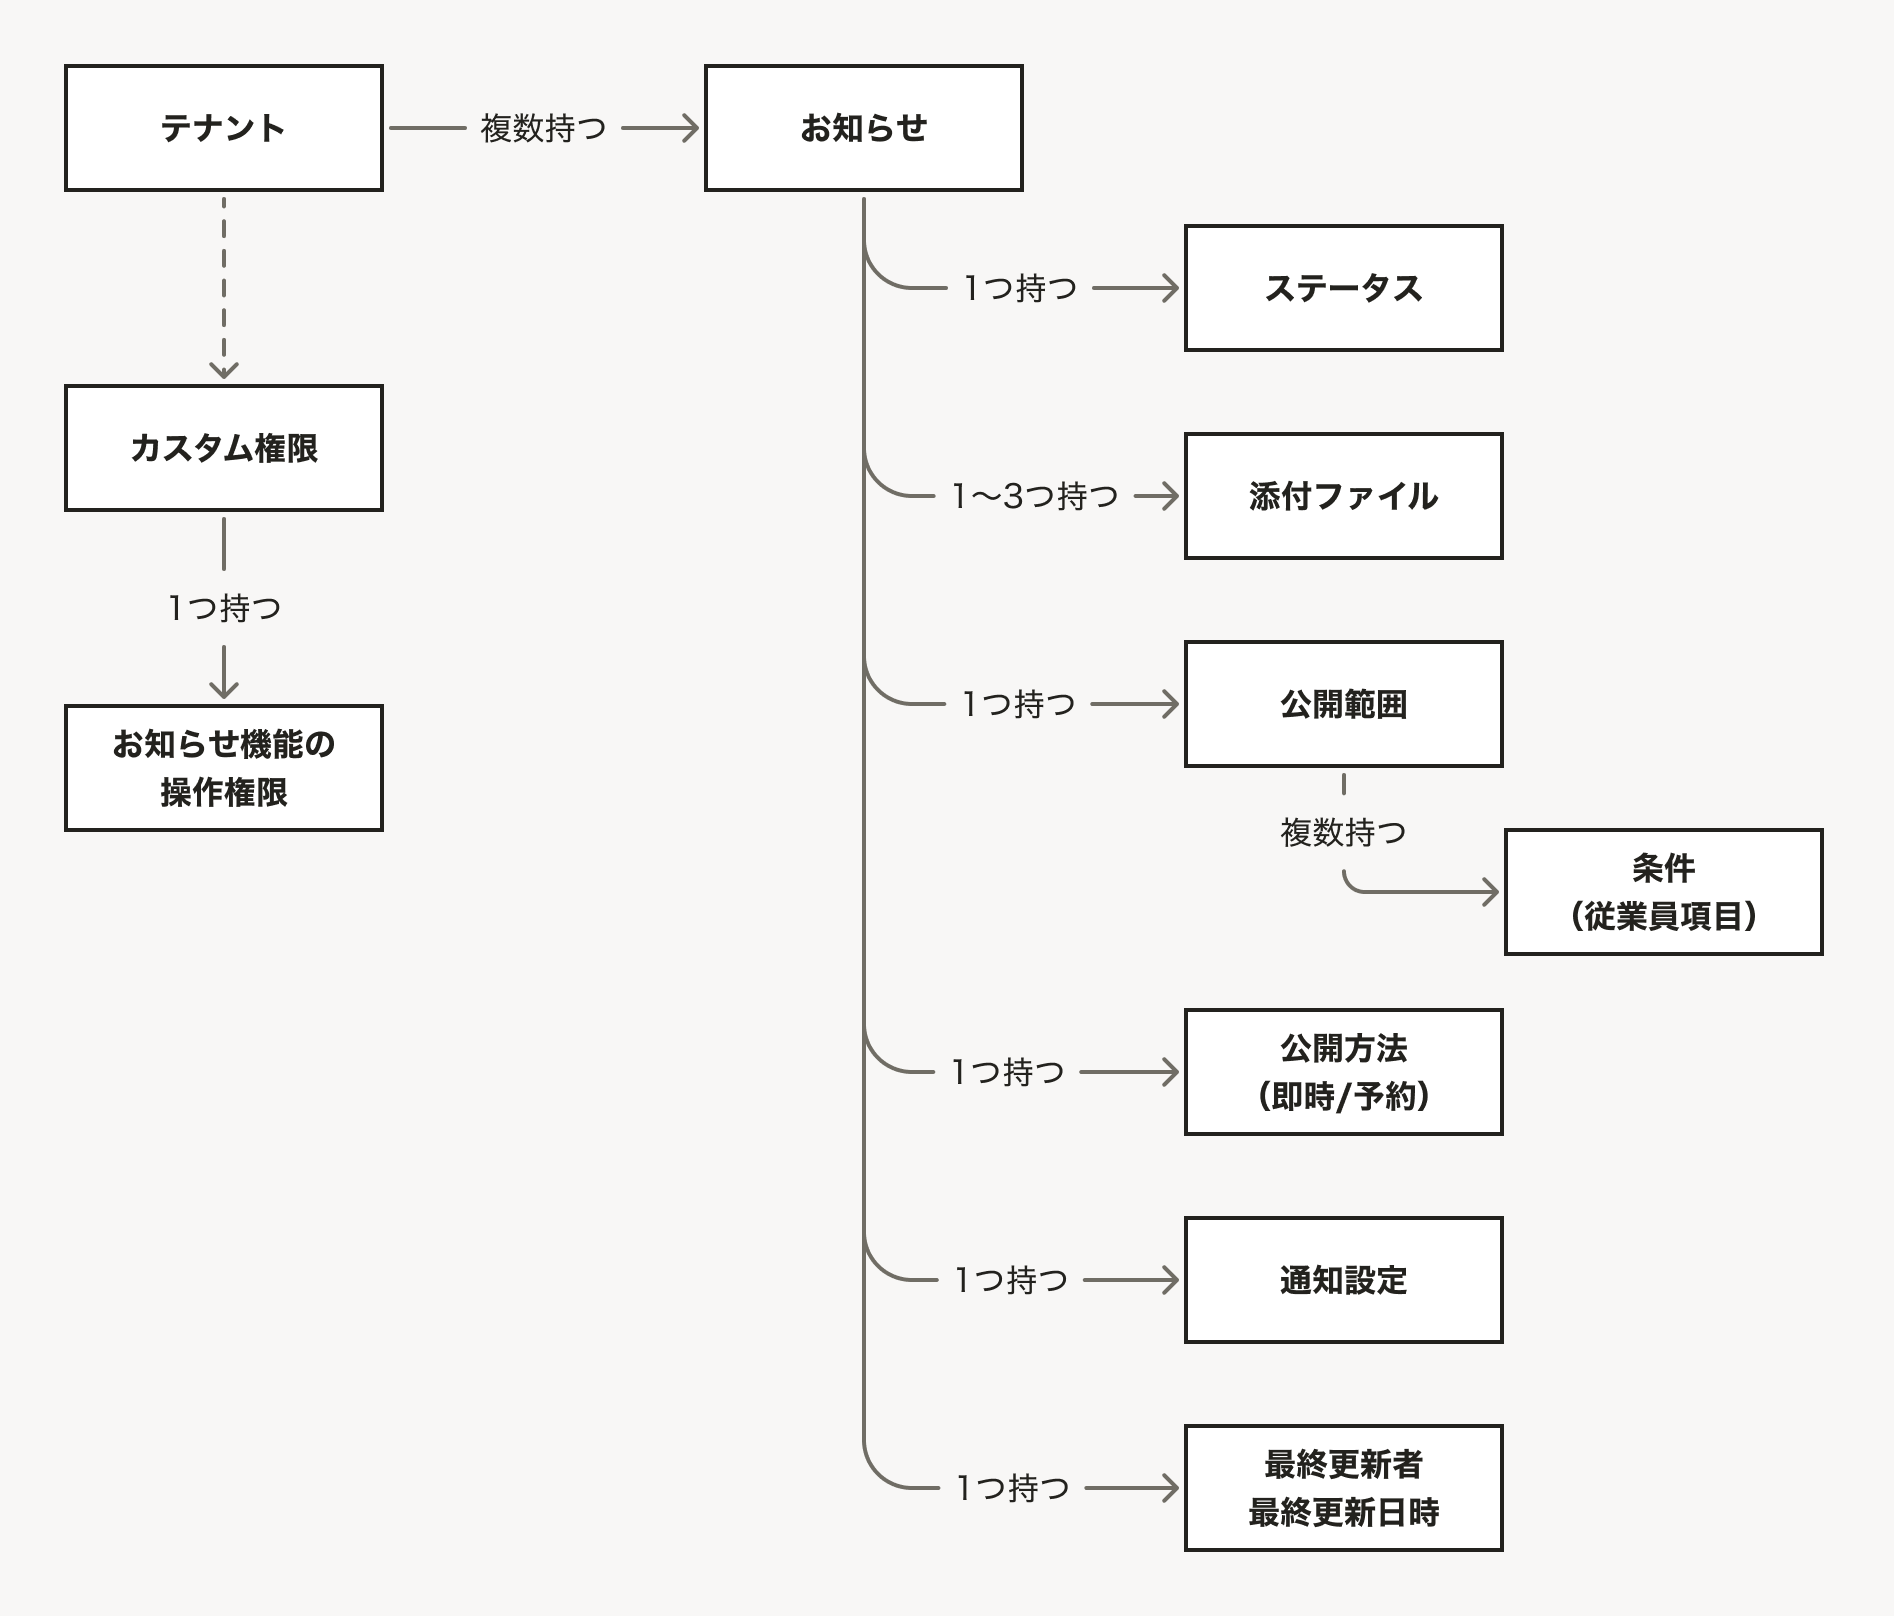 テナント
複数持つ
お知らせ
1つ持つ
ステータス
カスタム権限
1〜3つ持つ
添付ファイル
1つ持つ
お知らせ機能の
操作権限
1つ持つ
公開範囲
複数持つ
条件
（従業員項目）
1つ持つ
公開方法
（即時/予約）
1つ持つ
通知設定
1つ持つ
最終更新者
最終更新日時